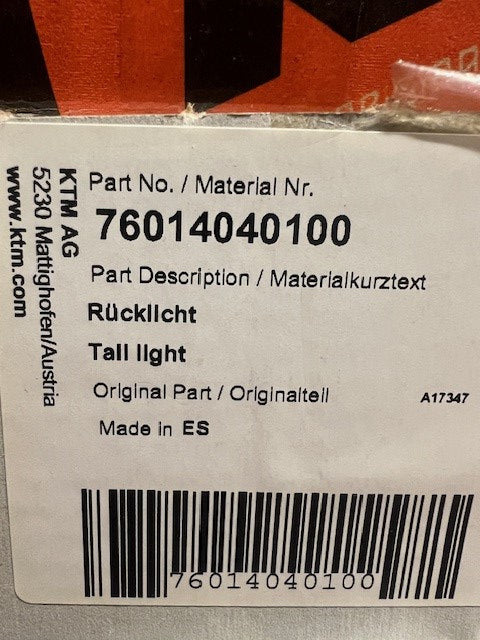 KTM AG
5230 Mattighofen/Austria
www.ktm.com
Part No. / Material Nr.
76014040100
Part Description / Materialkurztext
Rücklicht
Tail light
Original Part / Originalteil
A17347
Made in ES
76014040100